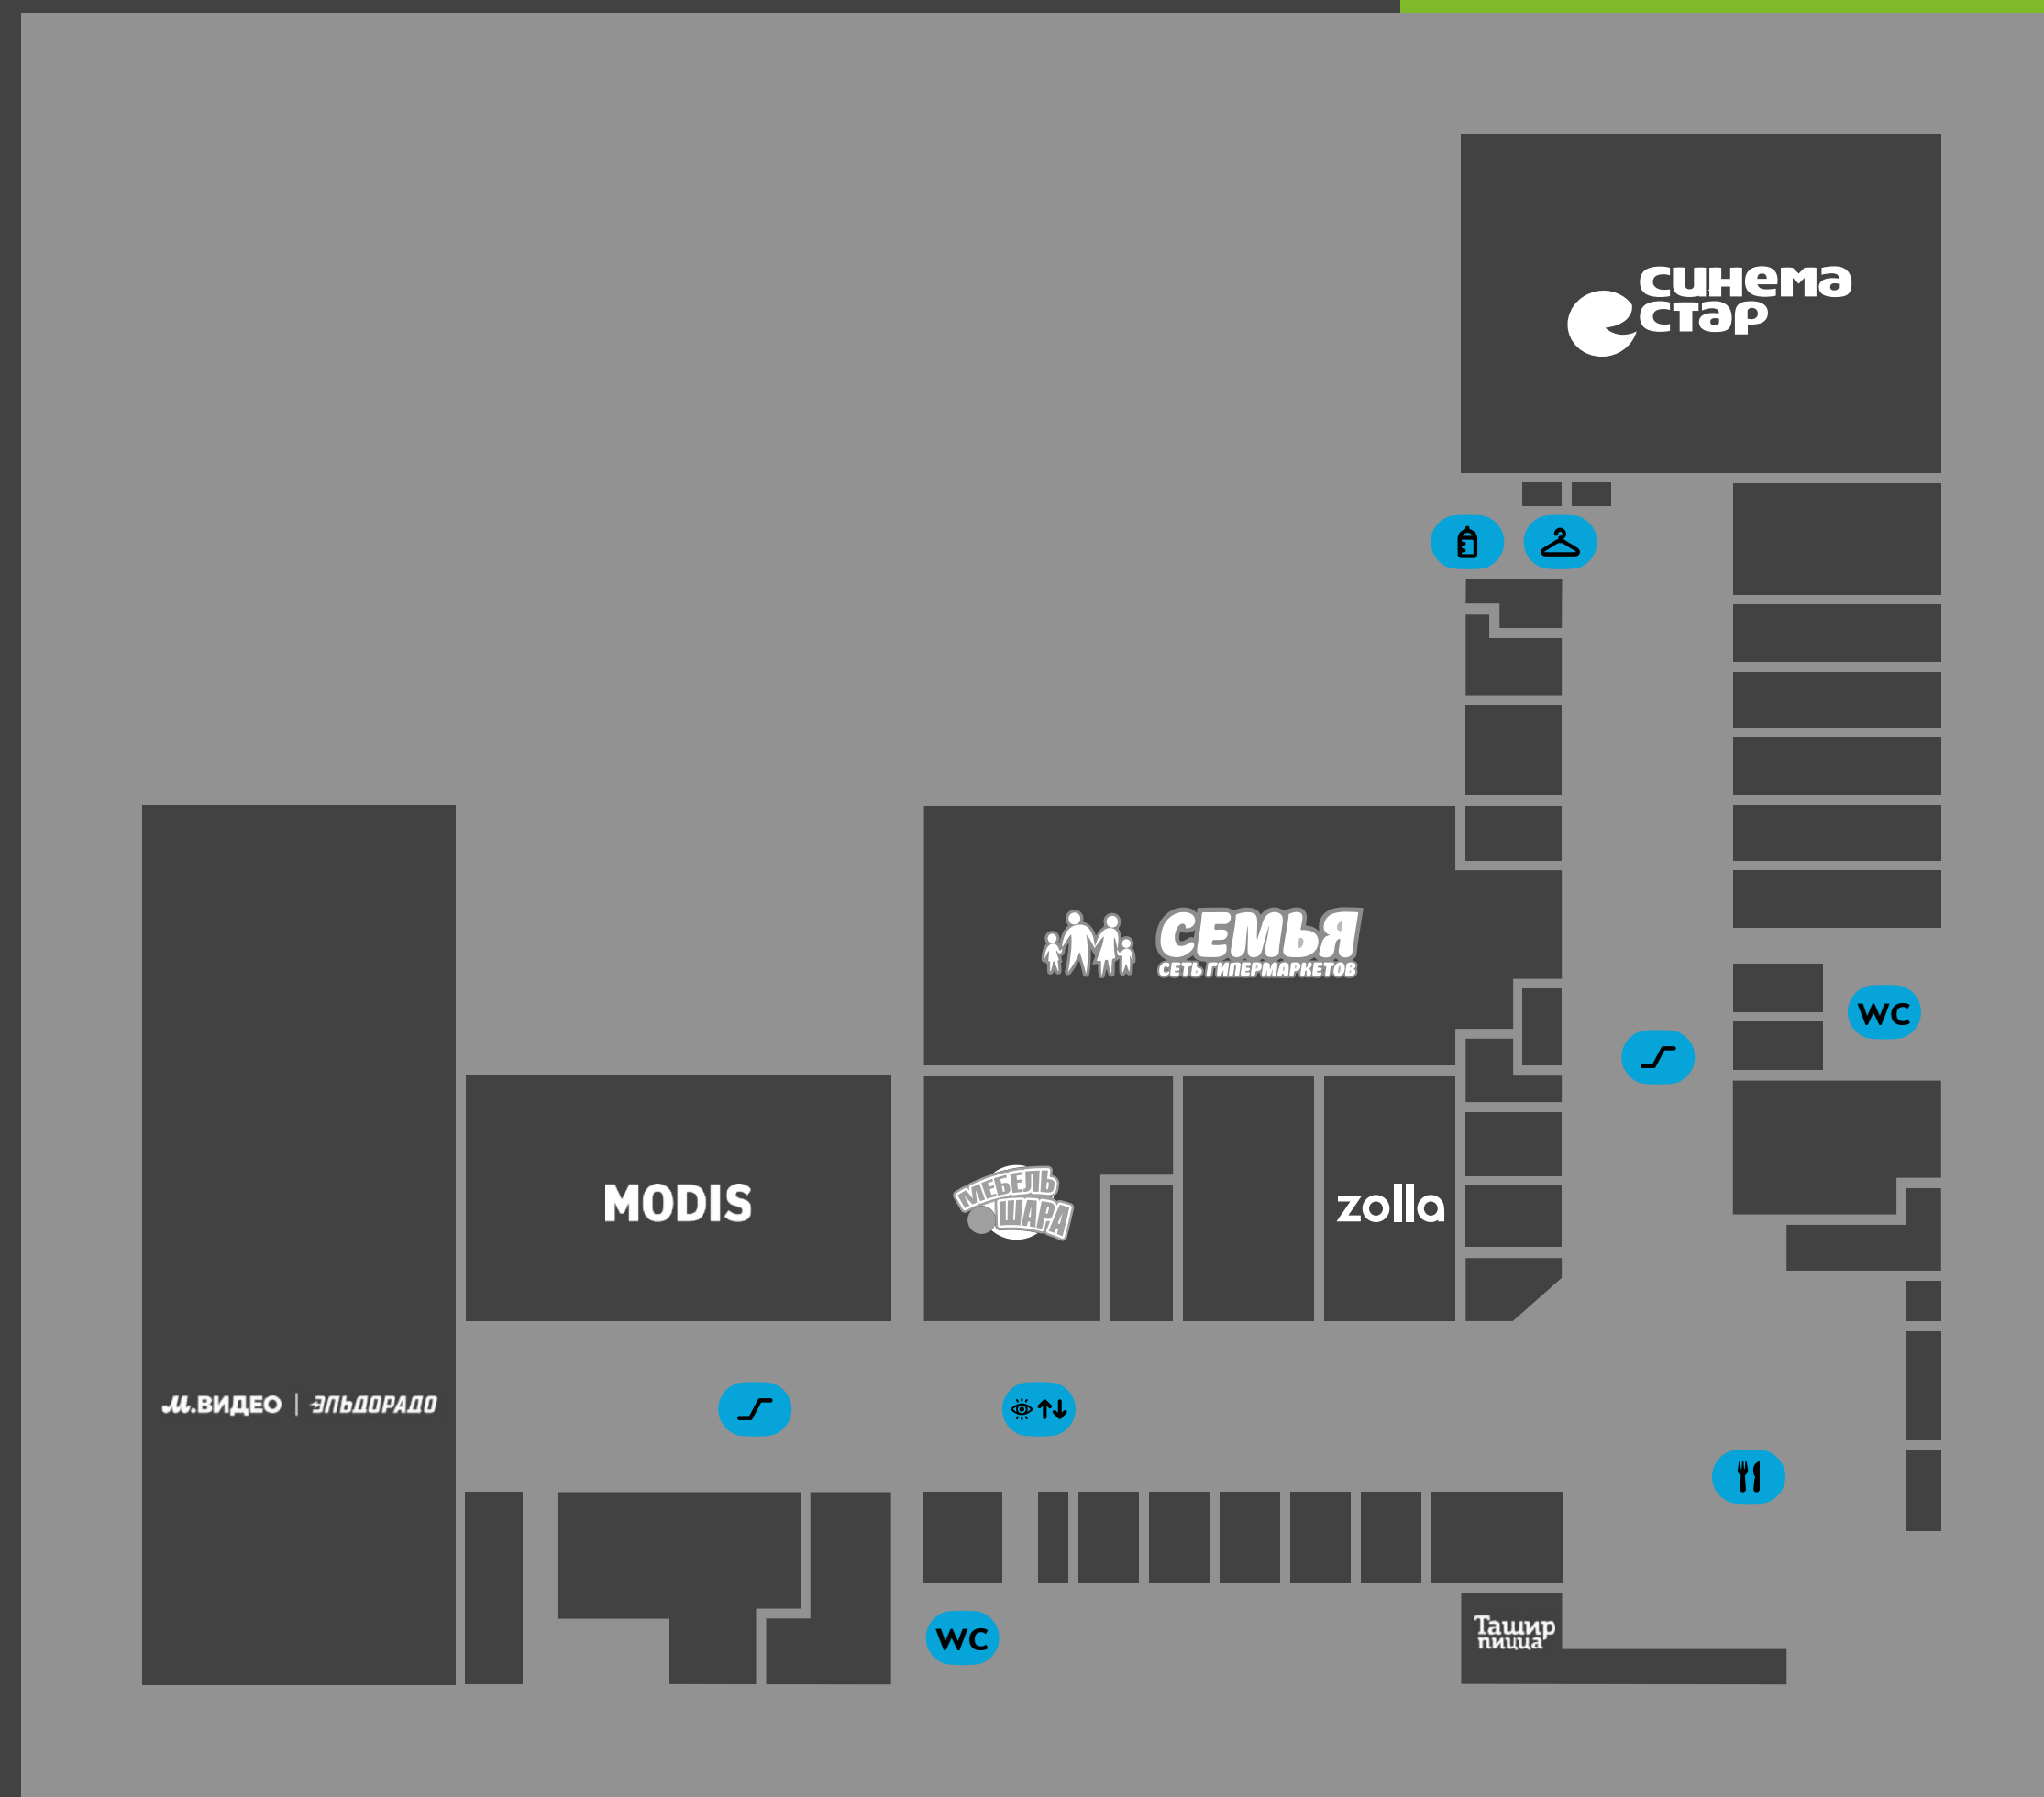 синема
стар
СЕМЬЯ
СЕТЬ ГИПЕРМАРКЕТОВ
WC
MODIS
МЕБЕЛЬ
ШАРА
zolla
м.видео | ЭЛЬДОРАДО
WC
Ташир
пицца